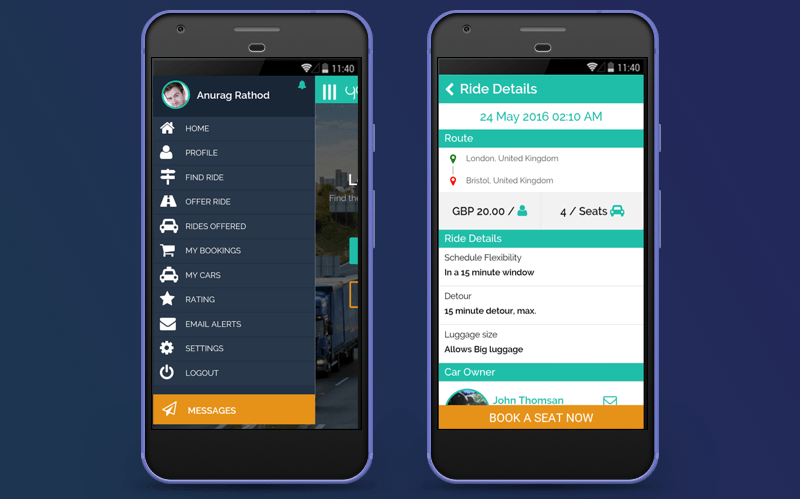 11:40
Anurag Rathod
HOME
PROFILE
FIND RIDE
OFFER RIDE
RIDES OFFERED
MY BOOKINGS
MY CARS
RATING
EMAIL ALERTS
SETTINGS
LOGOUT
MESSAGES
Find the
11:40
Ride Details
24 May 2016 02:10 AM
Route
London, United Kingdom
Bristol, United Kingdom
GBP 20.00 /
4 / Seats
Ride Details
Schedule Flexibility
In a 15 minute window
Detour
15 minute detour, max.
Luggage size
Allows Big luggage
Car Owner
John Thomsan
BOOK A SEAT NOW